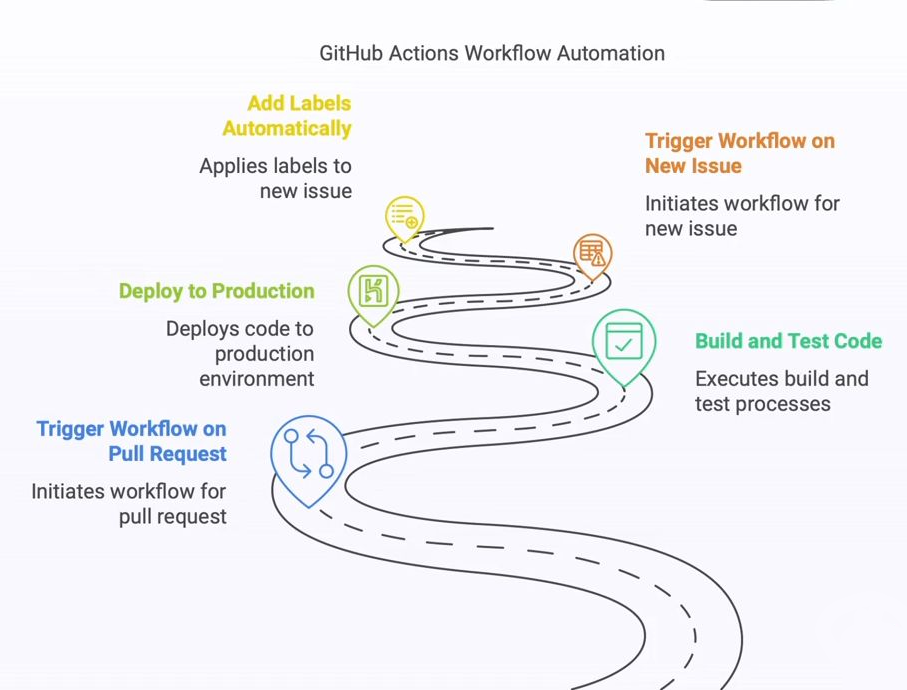 GitHub Actions Workflow Automation
Add Labels
Automatically
Applies labels to
new issue
Trigger Workflow on
New Issue
Initiates workflow for
new issue
Deploy to Production
Deploys code to
production
environment
Build and Test Code
Executes build and
test processes
Trigger Workflow on
Pull Request
Initiates workflow for
pull request